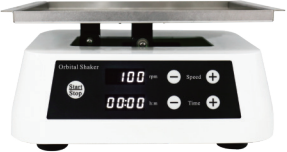 Orbital Shaker
100 rpm − Speed +
Start
Stop
00:00 h:m − Time +